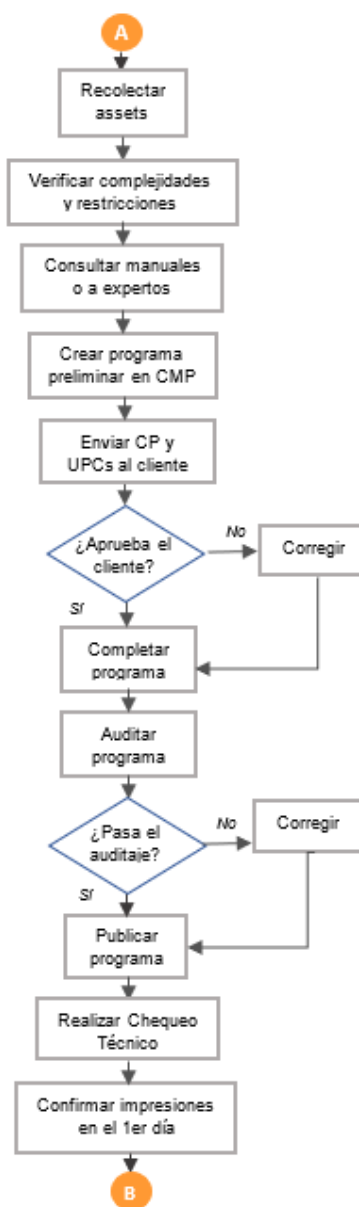 A
Recolectar
assets
Verificar complejidades
y restricciones
Consultar manuales
o a expertos
Crear programa
preliminar en CMP
Enviar CP y
UPCs al cliente
¿Aprueba el
cliente?
No
Corregir
Sí
Completar
programa
Auditar
programa
¿Pasa el
auditaje?
No
Corregir
Sí
Publicar
programa
Realizar Chequeo
Técnico
Confirmar impresiones
en el 1er día
B